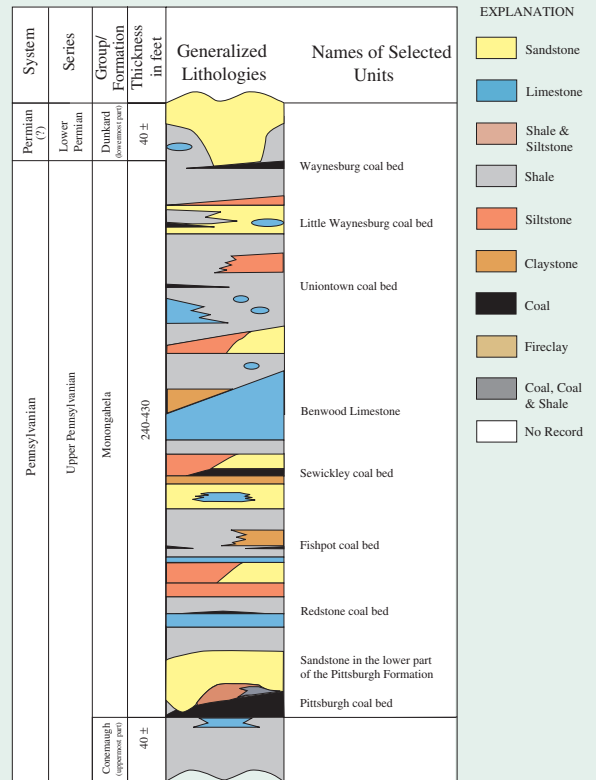 System
Series
Group/
Formation
Thickness
in feet
Generalized
Lithologies
Names of Selected
Units
Permian
(?)
Lower
Permian
Dunkard
(lowermost part)
40 ±
Pennsylvanian
Upper Pennsylvanian
Monongahela
240-430
Conemaugh
(uppermost part)
40 ±
Waynesburg coal bed
Little Waynesburg coal bed
Uniontown coal bed
Benwood Limestone
Sewickley coal bed
Fishpot coal bed
Redstone coal bed
Sandstone in the lower part
of the Pittsburgh Formation
Pittsburgh coal bed
EXPLANATION
Sandstone
Limestone
Shale &
Siltstone
Shale
Siltstone
Claystone
Coal
Fireclay
Coal, Coal
& Shale
No Record